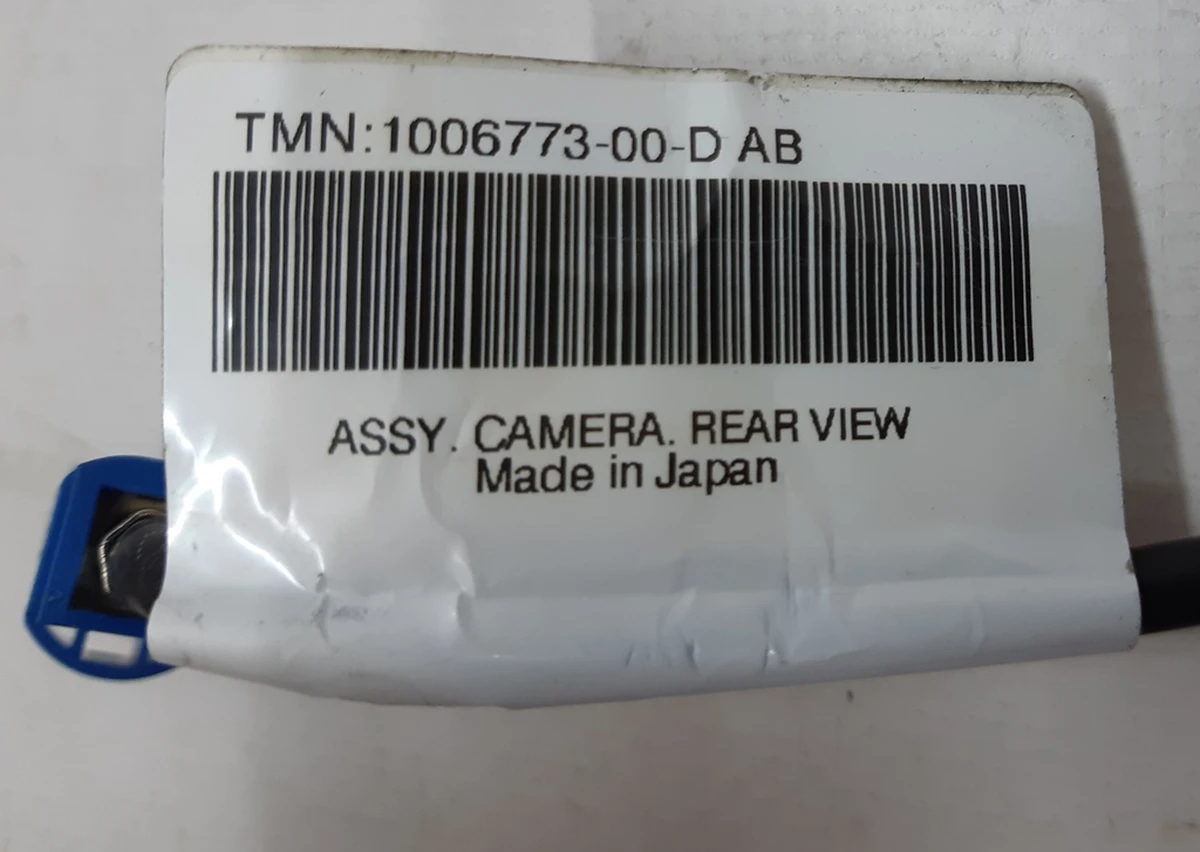 TMN:1006773-00-D AB
ASSY. CAMERA. REAR VIEW
Made in Japan